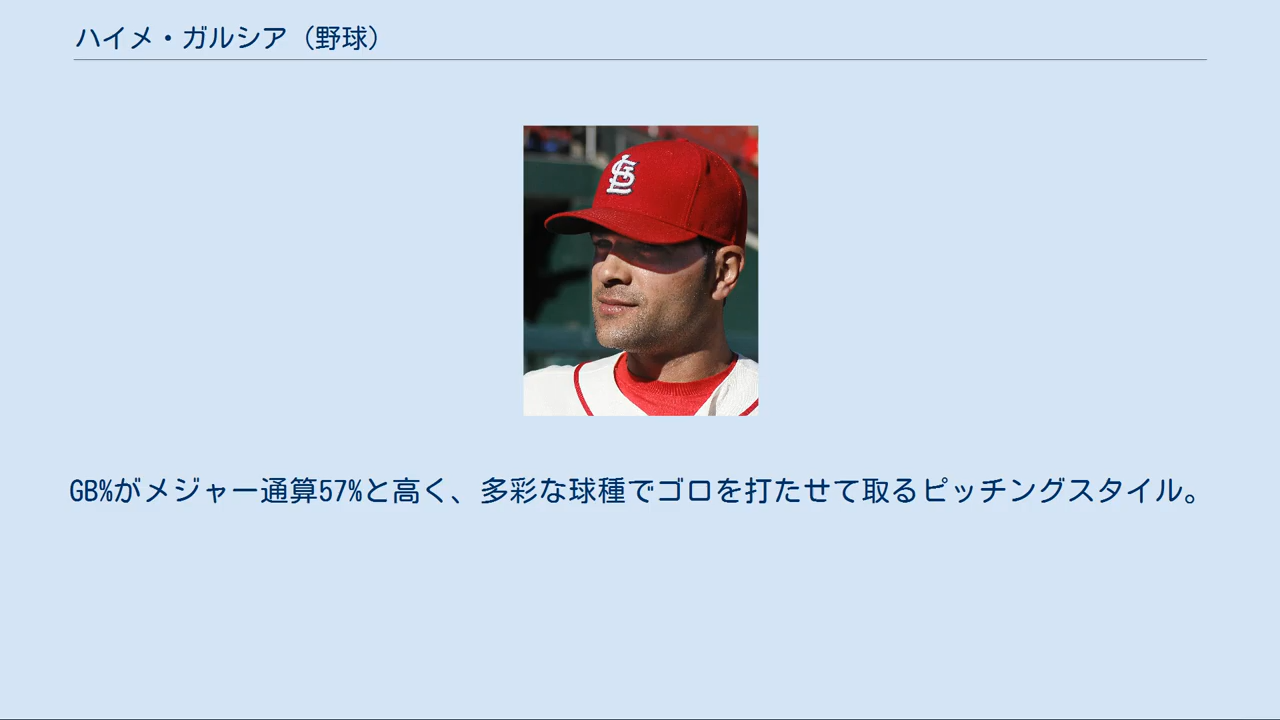 ハイメ・ガルシア（野球）
StL
GB%がメジャー通算57%と高く、多彩な球種でゴロを打たせて取るピッチングスタイル。